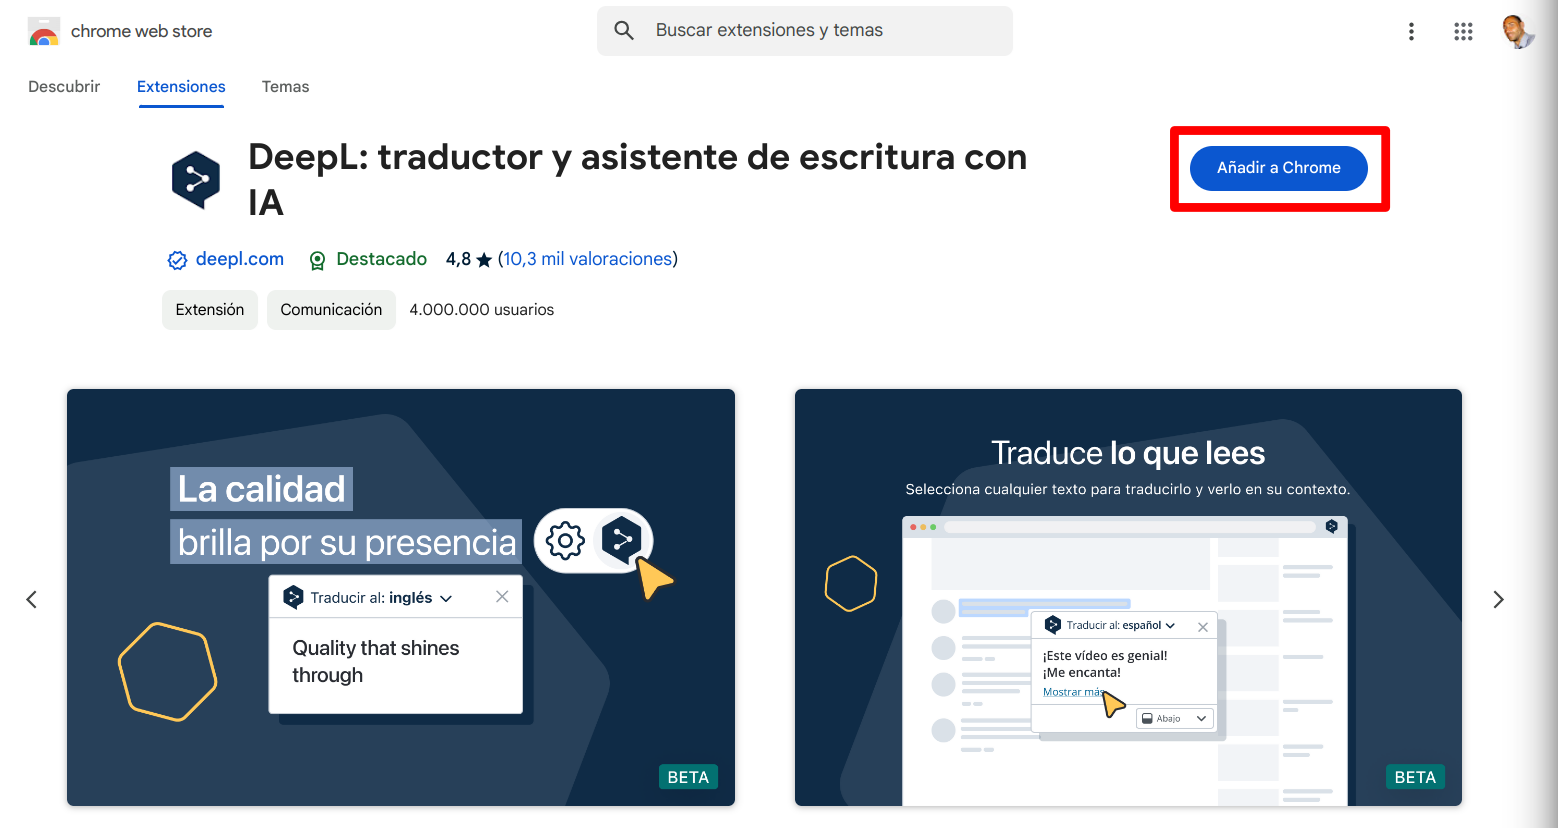 chrome web store
Buscar extensiones y temas
Descubrir
Extensiones
Temas
DeepL: traductor y asistente de escritura con
IA
Añadir a Chrome
deepl.com
Destacado
4,8 ★ (10,3 mil valoraciones)
Extensión
Comunicación
4.000.000 usuarios
La calidad
brilla por su presencia
Traducir al: inglés
Quality that shines
through
BETA
Traduce lo que lees
Selecciona cualquier texto para traducirlo y verlo en su contexto.
Traducir al: español
¡Este vídeo es genial!
¡Me encanta!
Mostrar más
Abajo
BETA